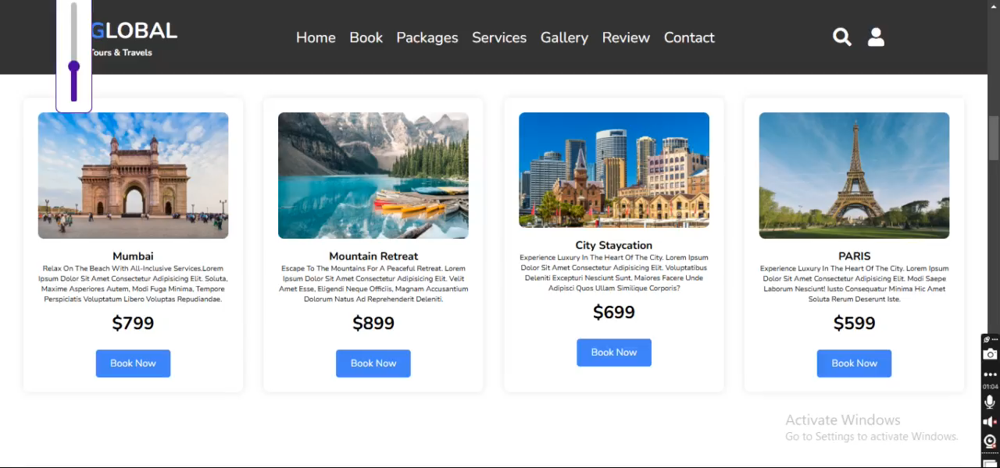 GLOBAL
Tours & Travels
Home Book Packages Services Gallery Review Contact
Mumbai
Relax On The Beach With All-Inclusive Services.Lorem
Ipsum Dolor Sit Amet Consectetur Adipisicing Elit. Soluta,
Maxime Asperiores Autem, Modi Fuga Minima, Tempore
Perspiciatis Voluptatum Libero Voluptas Repudiandae.
$799
Book Now
Mountain Retreat
Escape To The Mountains For A Peaceful Retreat. Lorem
Ipsum Dolor Sit Amet Consectetur Adipisicing Elit. Velit
Amet Esse, Eligendi Neque Officiis, Magnam Accusantium
Dolorum Natus Ad Reprehenderit Deleniti.
$899
Book Now
City Staycation
Experience Luxury In The Heart Of The City. Lorem Ipsum
Dolor Sit Amet Consectetur Adipisicing Elit. Voluptatibus
Deleniti Excepturi Nesciunt Sunt, Maiores Facere Unde
Adipisci Quos Ullam Similique Corporis?
$699
Book Now
PARIS
Experience Luxury In The Heart Of The City. Lorem Ipsum
Dolor Sit Amet Consectetur Adipisicing Elit. Modi Saepe
Laborum Nesciunt! Iusto Consequatur Minima Hic Amet
Soluta Rerum Deserunt Iste.
$599
Book Now
01:04
Activate Windows
Go to Settings to activate Windows.